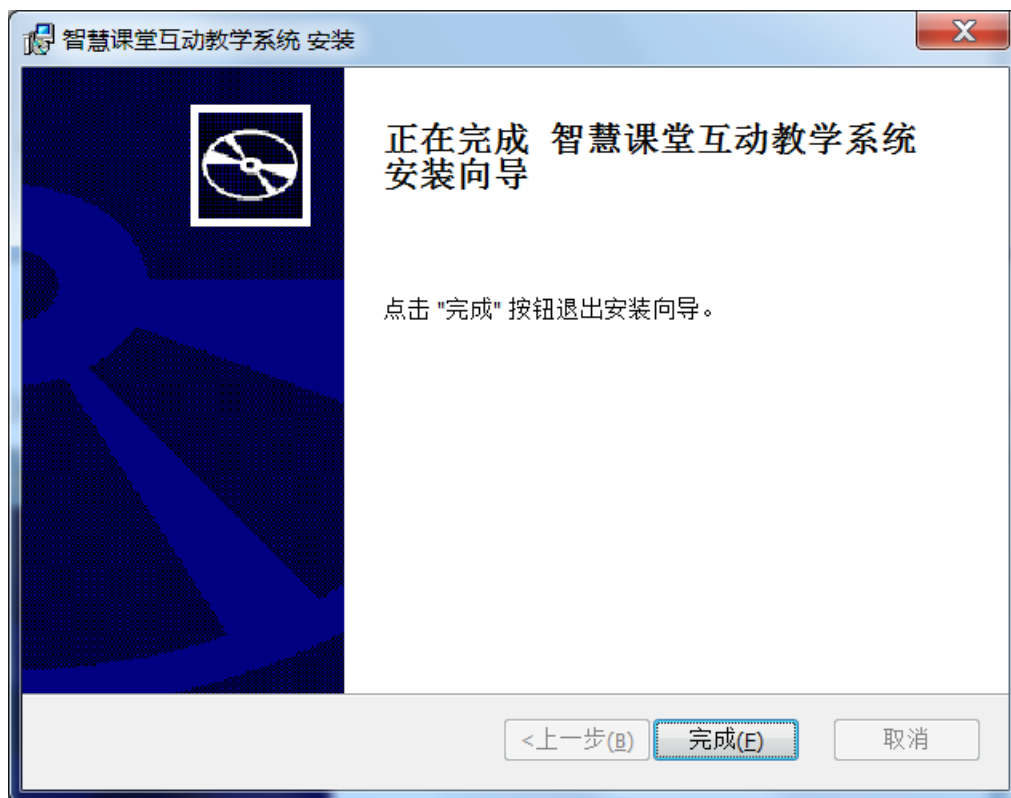 智慧课堂互动教学系统 安装
正在完成 智慧课堂互动教学系统
安装向导
点击 "完成" 按钮退出安装向导。
<上一步(B) 完成(F) 取消